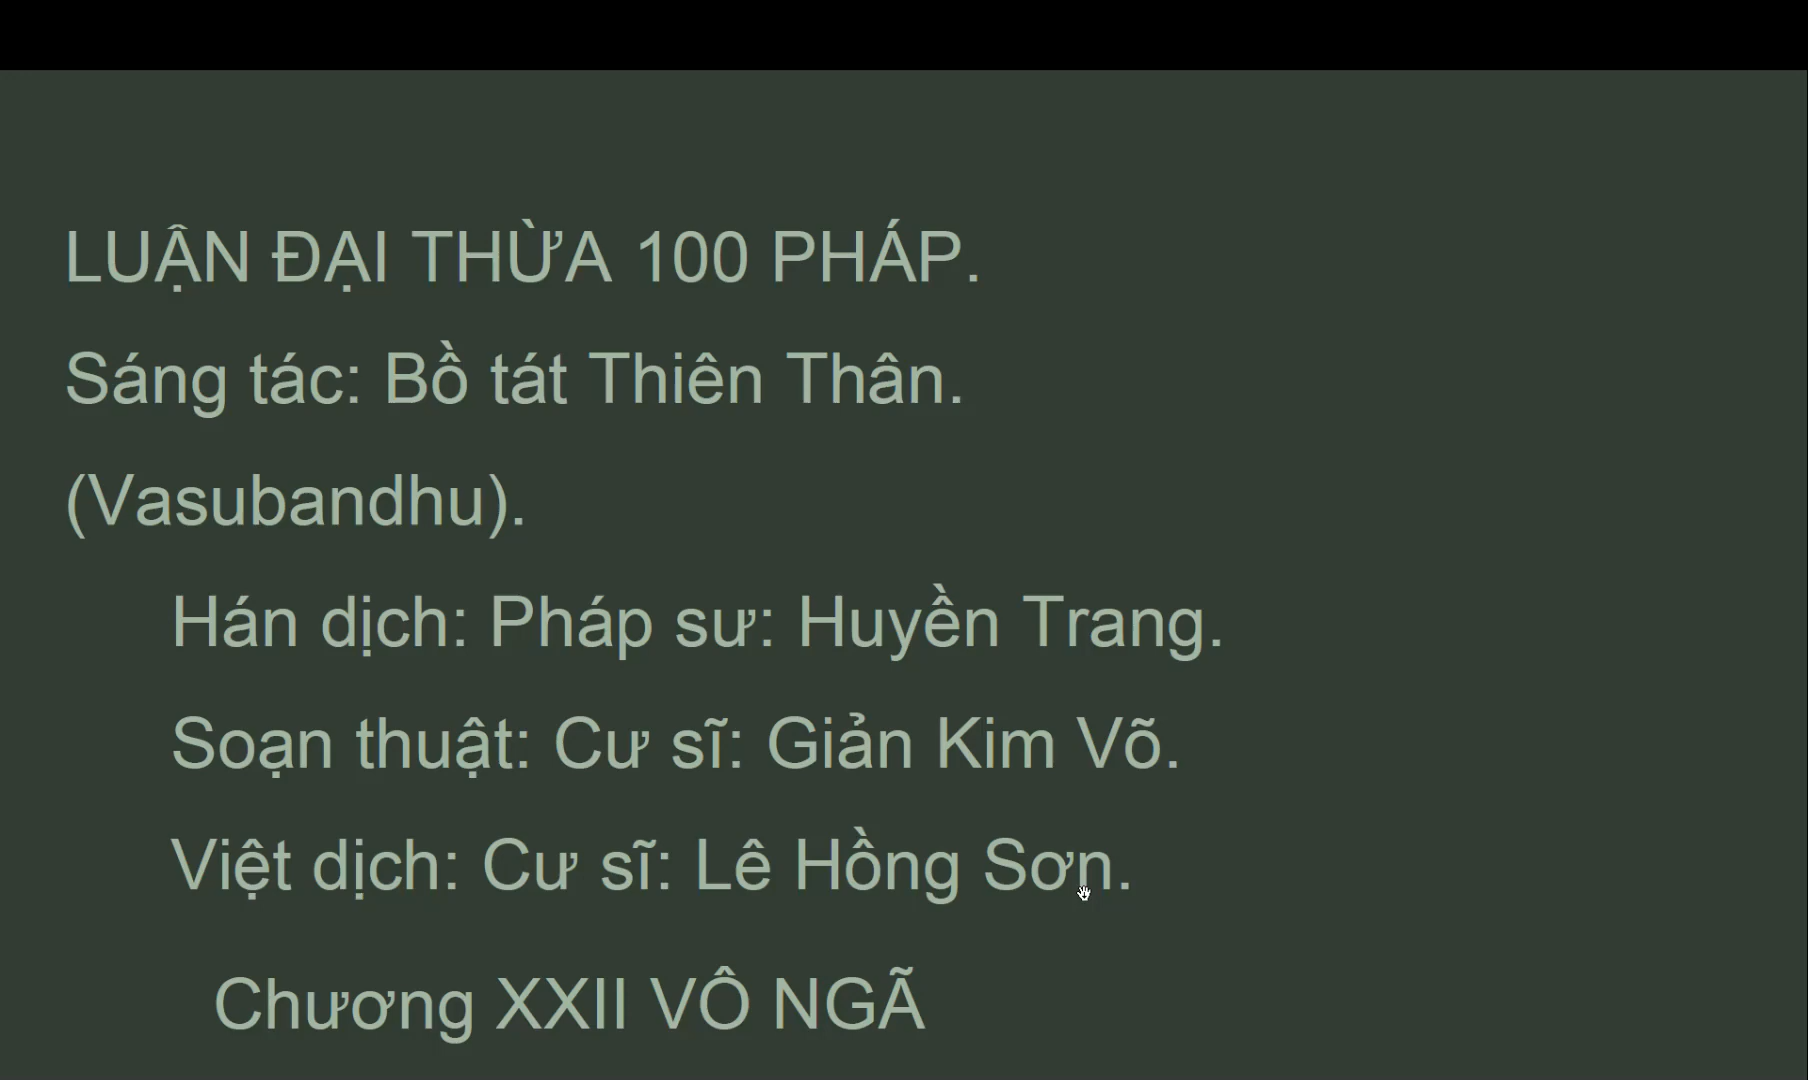 LUẬN ĐẠI THỪA 100 PHÁP.
Sáng tác: Bồ tát Thiên Thân.
(Vasubandhu).
Hán dịch: Pháp sư: Huyền Trang.
Soạn thuật: Cư sĩ: Giản Kim Võ.
Việt dịch: Cư sĩ: Lê Hồng Sơn.
Chương XXII VÔ NGÃ